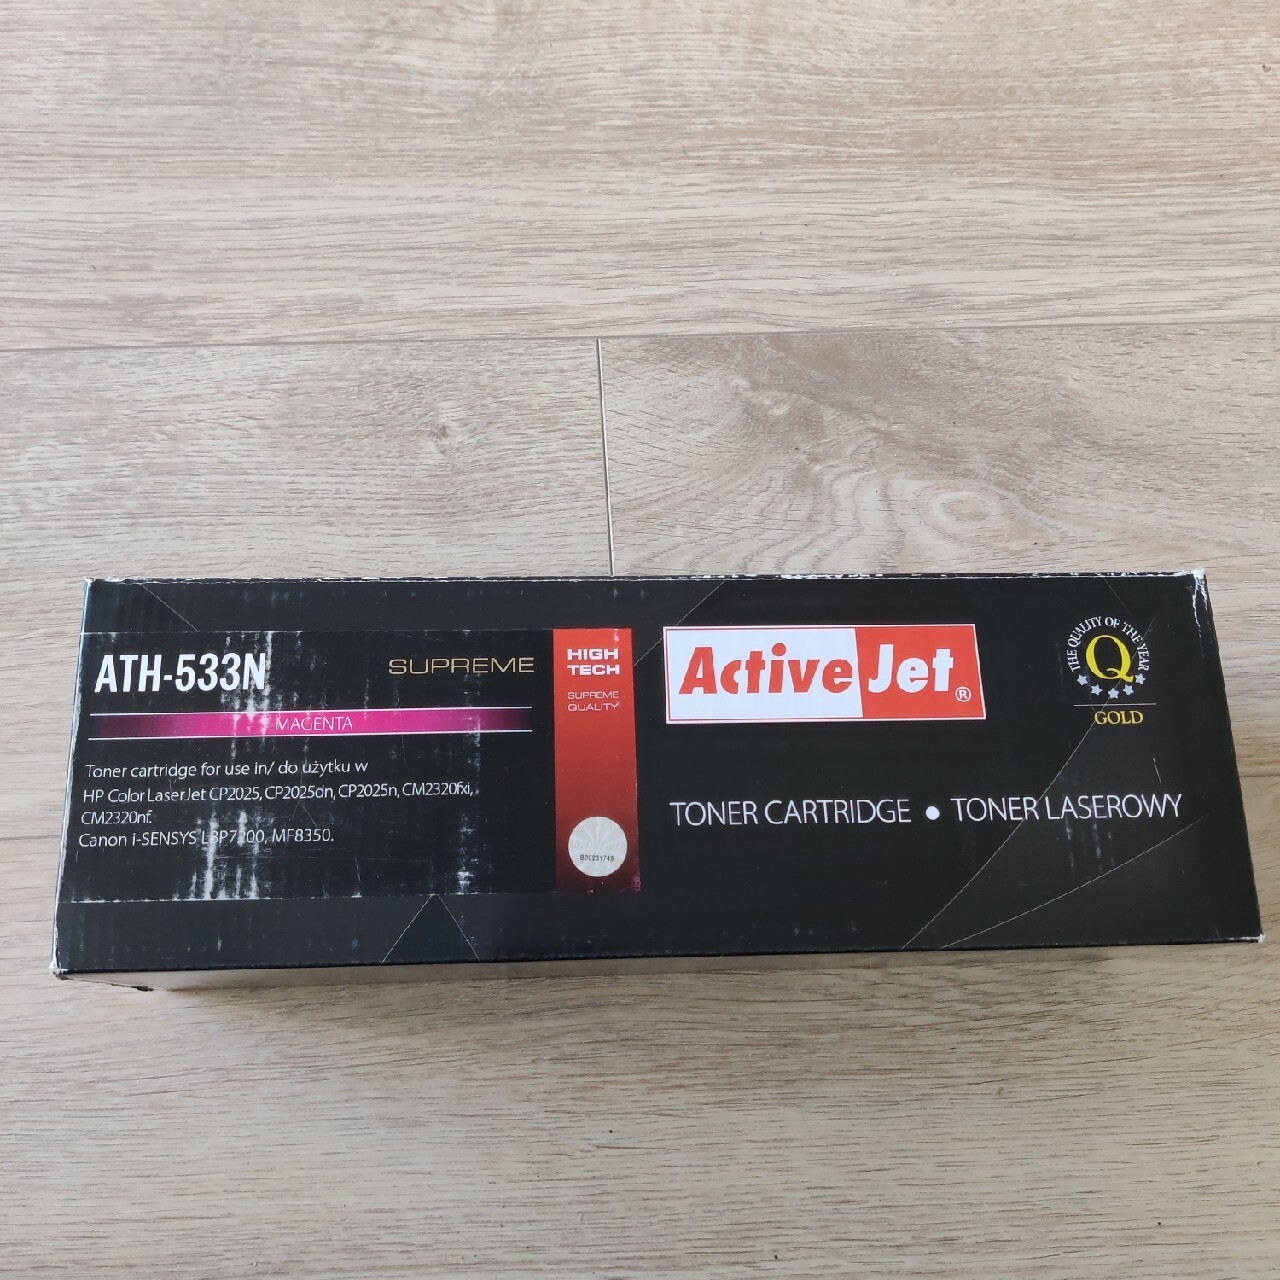 ATH-533N
SUPREME
MAGENTA
Toner cartridge for use in/ do użytku w
HP Color LaserJet CP2025, CP2025dn, CP2025n, CM2320fxi,
CM2320nf.
Canon i-SENSYS LBP7200, MF8350.
HIGH
TECH
SUPREME
QUALITY
ActiveJet®
TONER CARTRIDGE • TONER LASEROWY
THE QUALITY OF THE YEAR
Q
GOLD